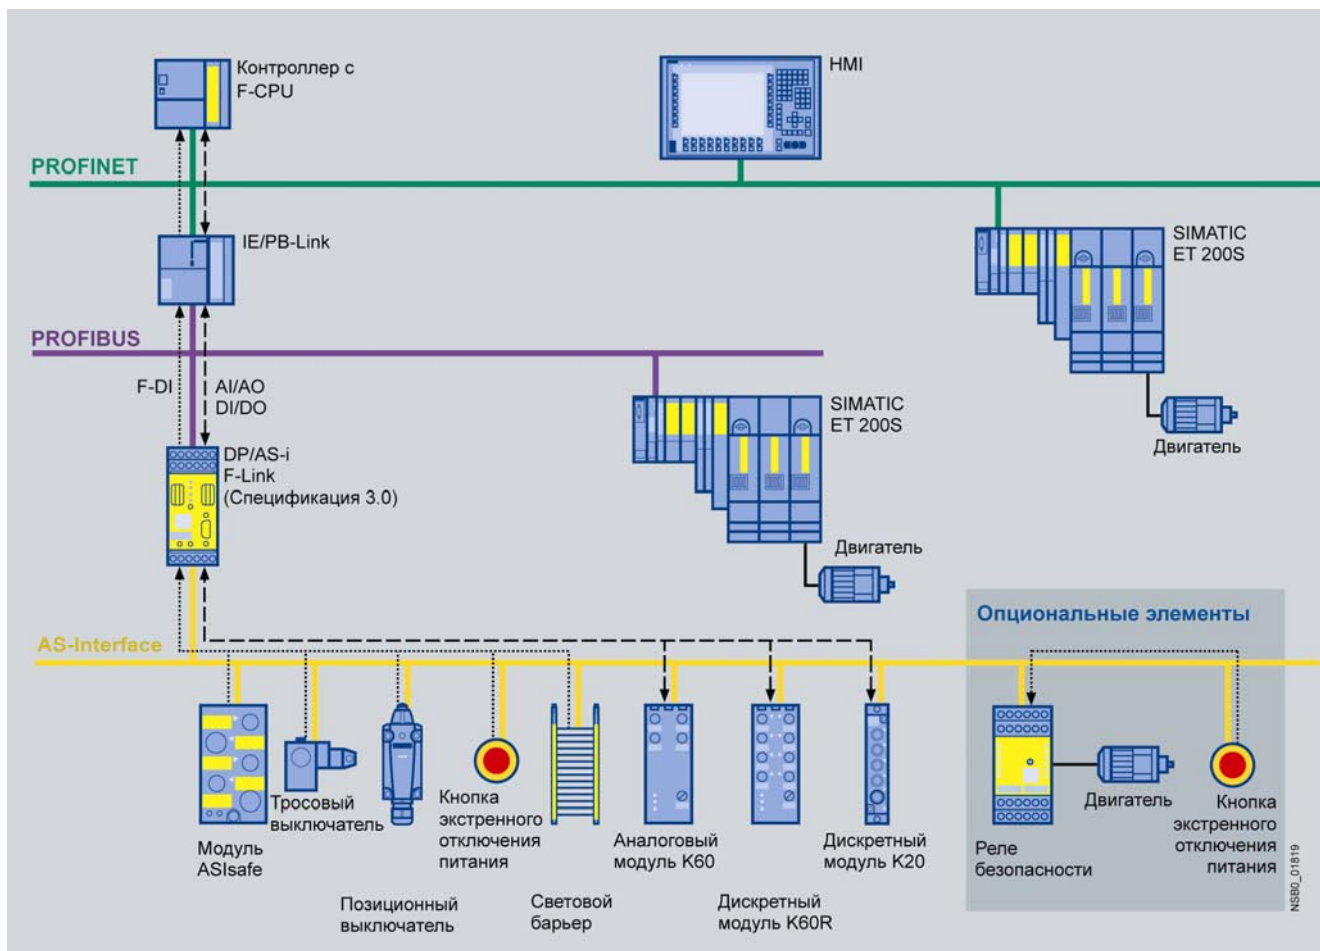 Контроллер с
F-CPU
HMI
PROFINET
IE/PB-Link
SIMATIC
ET 200S
PROFIBUS
F-DI
AI/AO
DI/DO
SIMATIC
ET 200S
Двигатель
DP/AS-i
F-Link
(Спецификация 3.0)
Двигатель
Опциональные элементы
AS-Interface
Модуль
ASIsafe
Тросовый
выключатель
Позиционный
выключатель
Кнопка
экстренного
отключения
питания
Световой
барьер
Аналоговый
модуль K60
Дискретный
модуль K60R
Дискретный
модуль K20
Реле
безопасности
Двигатель
Кнопка
экстренного
отключения
питания
NSB0_01819